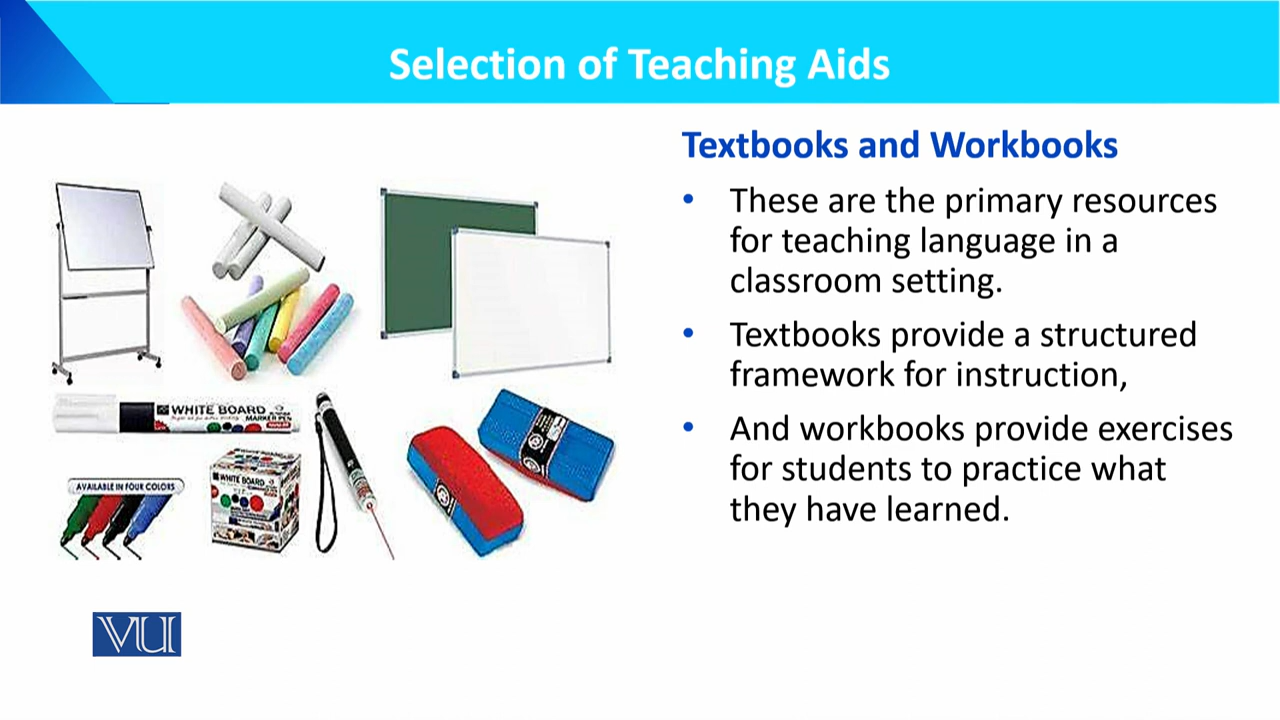 Selection of Teaching Aids
Textbooks and Workbooks
• These are the primary resources
for teaching language in a
classroom setting.
• Textbooks provide a structured
framework for instruction,
• And workbooks provide exercises
for students to practice what
they have learned.
WHITE BOARD
MARKER PEN
AVAILABLE IN FOUR COLORS
WHITE BOARD
VU